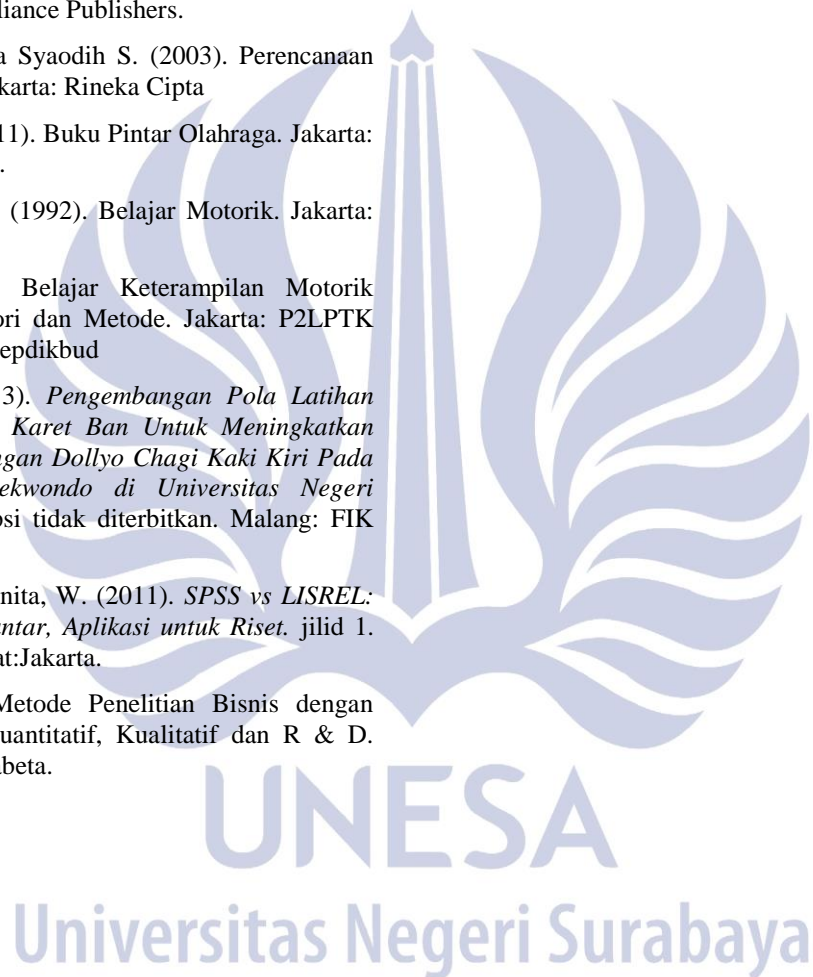 liance Publishers.
a Syaodih S. (2003). Perencanaan
karta: Rineka Cipta
11). Buku Pintar Olahraga. Jakarta:
.
(1992). Belajar Motorik. Jakarta:
Belajar Keterampilan Motorik
ori dan Metode. Jakarta: P2LPTK
epdikbud
3). Pengembangan Pola Latihan
Karet Ban Untuk Meningkatkan
ngan Dollyo Chagi Kaki Kiri Pada
ekwondo di Universitas Negeri
osi tidak diterbitkan. Malang: FIK
nita, W. (2011). SPSS vs LISREL:
ntar, Aplikasi untuk Riset. jilid 1.
at:Jakarta.
Metode Penelitian Bisnis dengan
uantitatif, Kualitatif dan R & D.
abeta.
UNESA
Universitas Negeri Surabaya